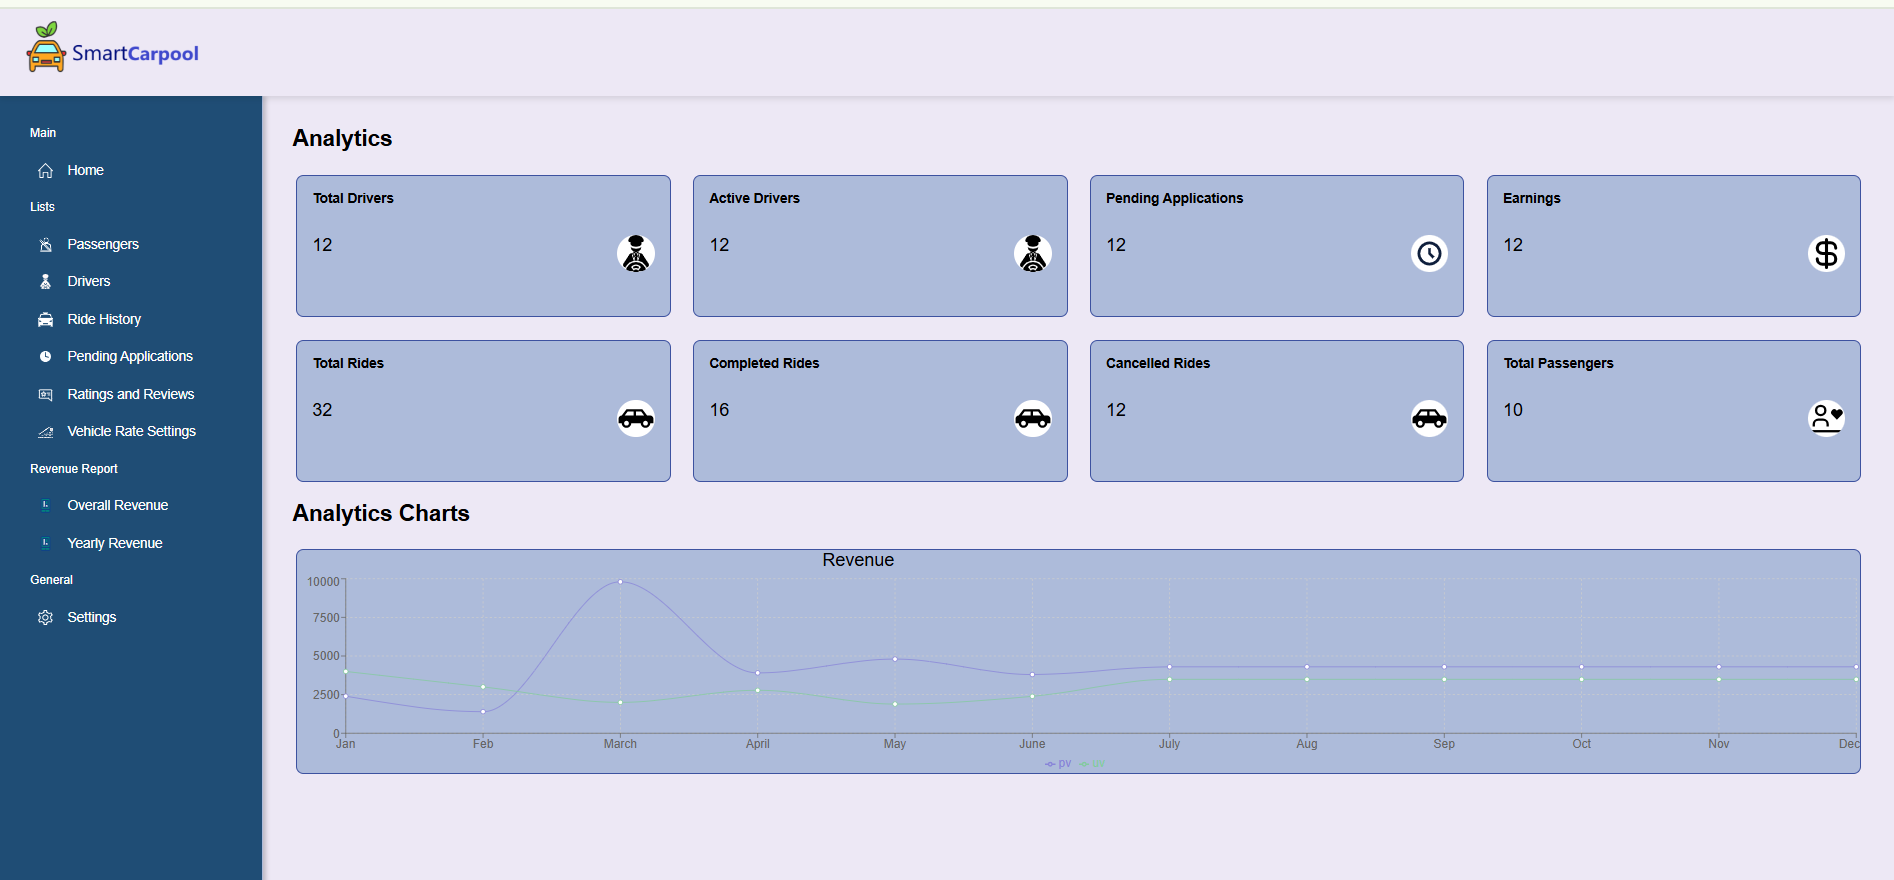 SmartCarpool
Main
Home
Lists
Passengers
Drivers
Ride History
Pending Applications
Ratings and Reviews
Vehicle Rate Settings
Revenue Report
Overall Revenue
Yearly Revenue
General
Settings
Analytics
Total Drivers
12
Active Drivers
12
Pending Applications
12
Earnings
12
Total Rides
32
Completed Rides
16
Cancelled Rides
12
Total Passengers
10
Analytics Charts
Revenue
10000
7500
5000
2500
0
Jan Feb March April May June July Aug Sep Oct Nov Dec
pv uv